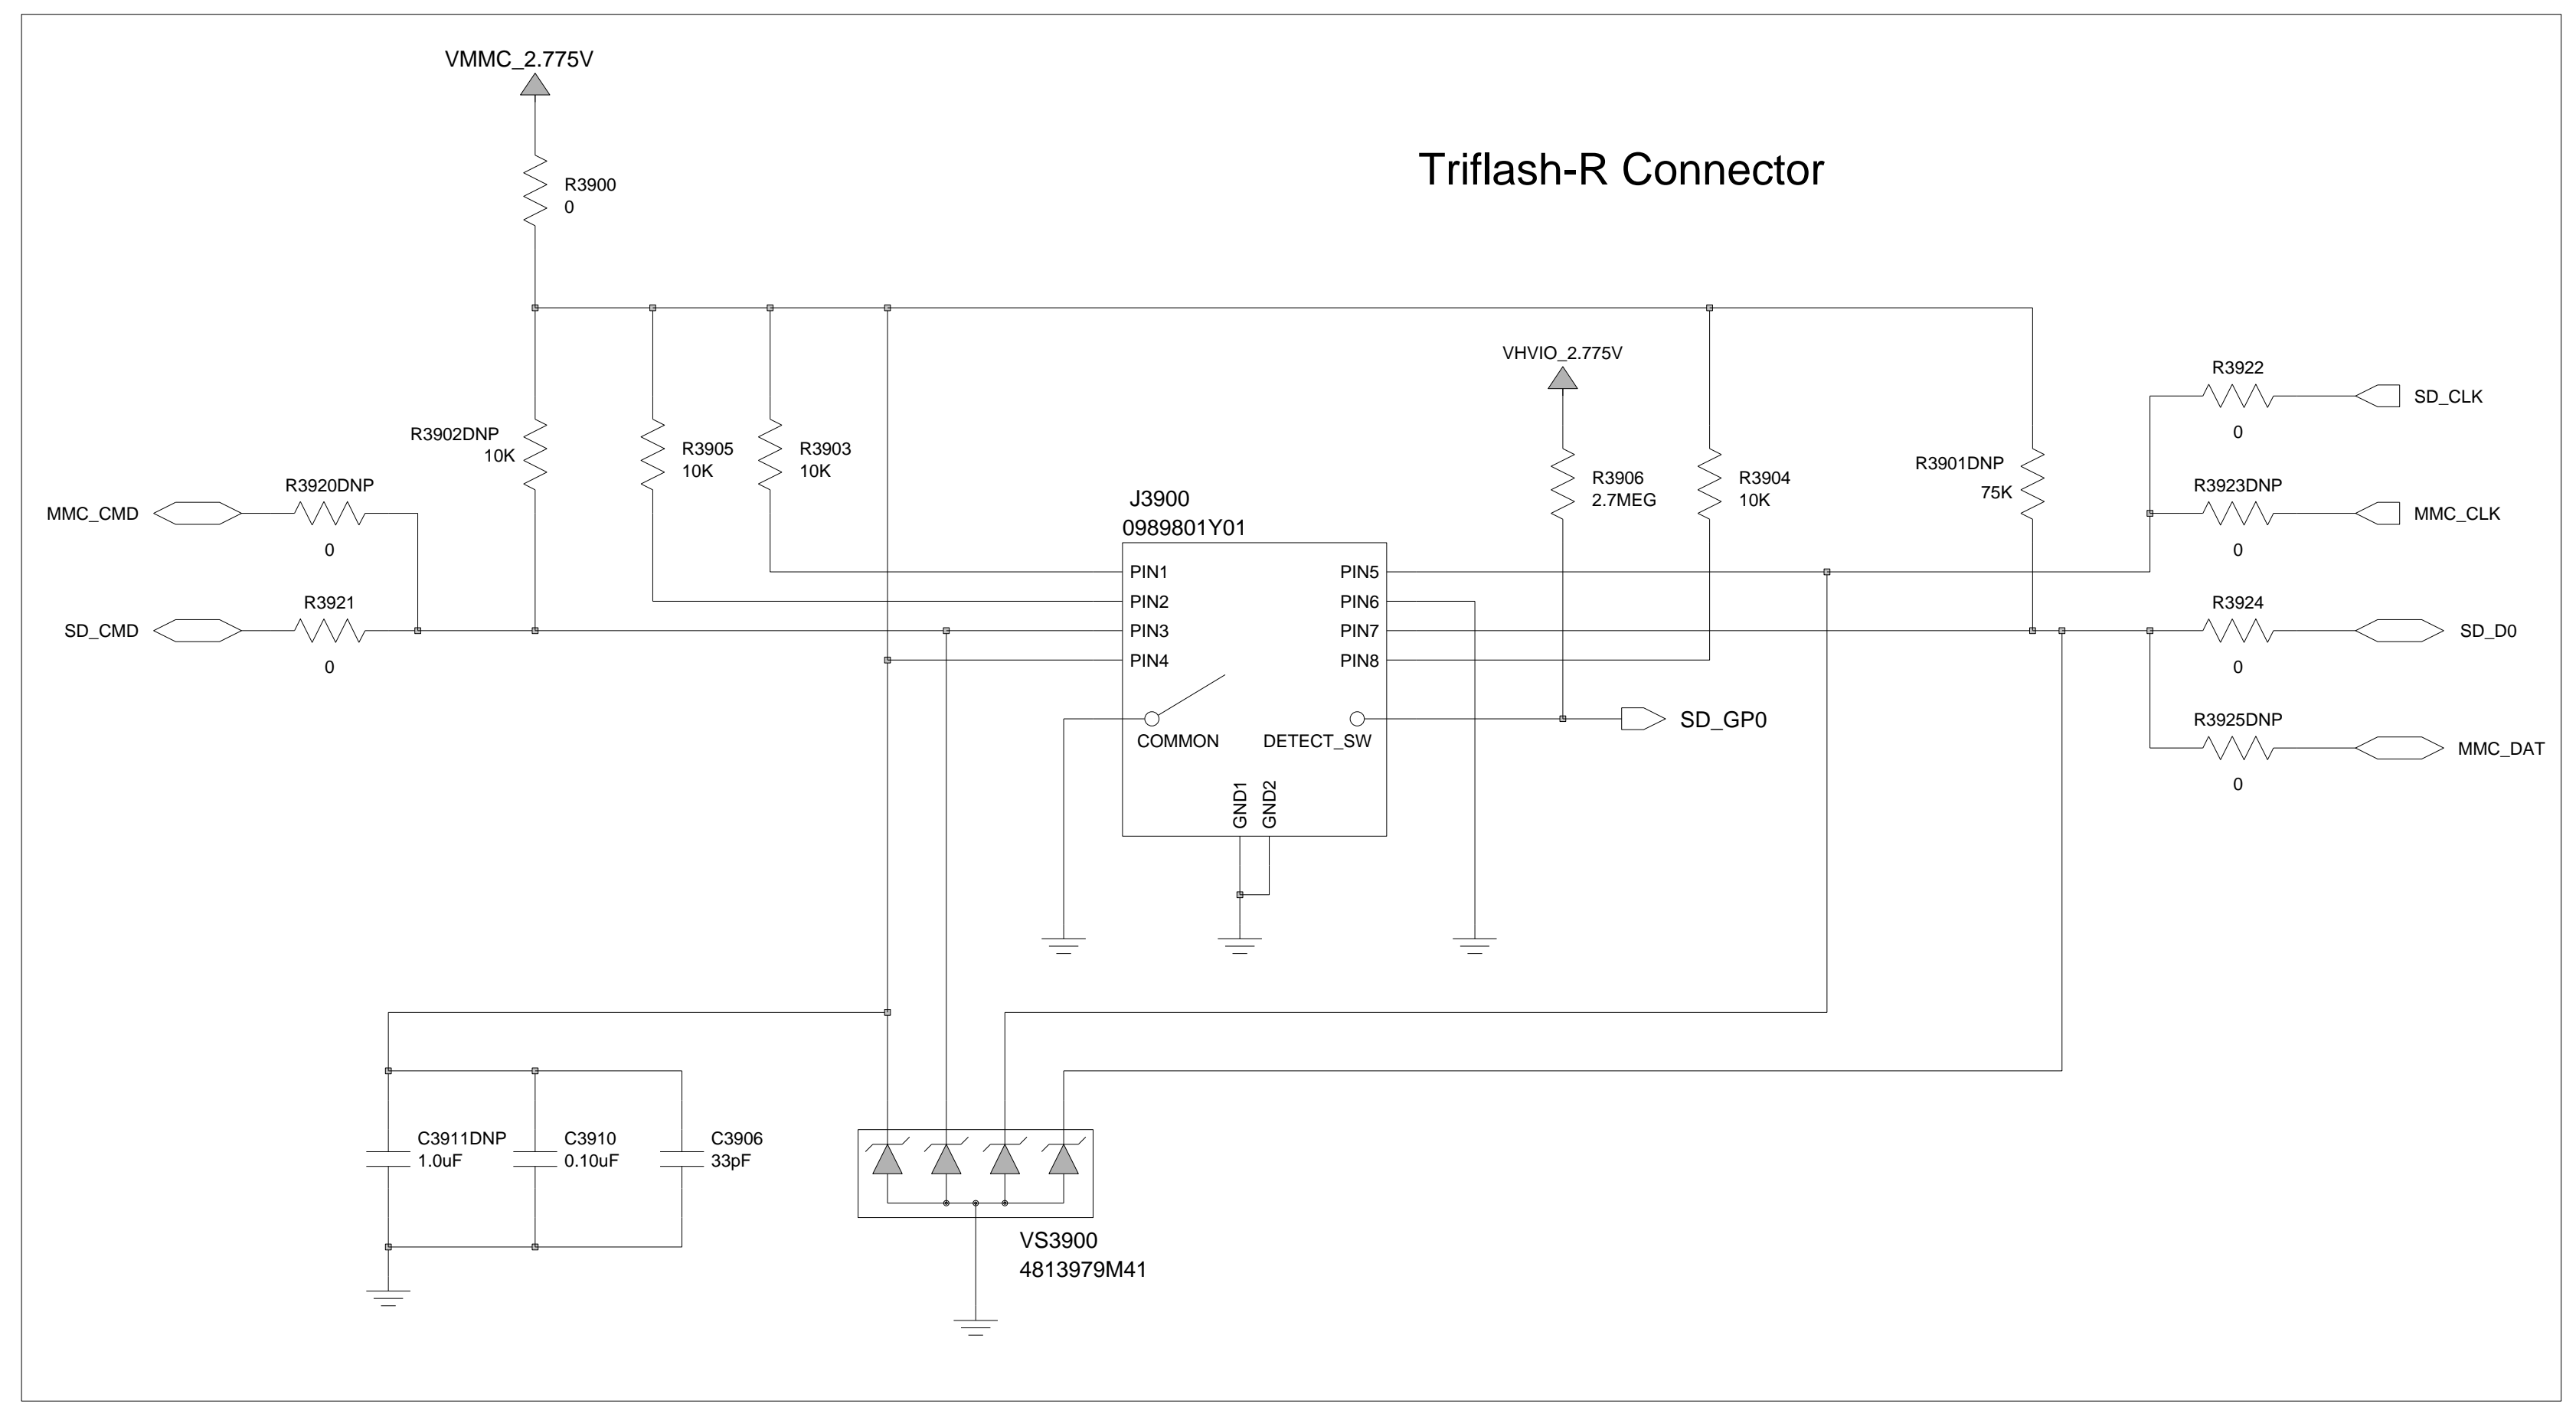 VMMC_2.775V
Triflash-R Connector
R3900
0
VHVIO_2.775V
R3922
SD_CLK
0
R3902DNP
10K
R3905
10K
R3903
10K
R3906
2.7MEG
R3904
10K
R3901DNP
75K
R3920DNP
MMC_CMD
0
R3923DNP
MMC_CLK
0
J3900
0989801Y01
PIN1
PIN2
PIN3
PIN4
PIN5
PIN6
PIN7
PIN8
R3921
SD_CMD
0
R3924
SD_D0
0
COMMON
DETECT_SW
SD_GP0
GND1
GND2
R3925DNP
MMC_DAT
0
C3911DNP
1.0uF
C3910
0.10uF
C3906
33pF
VS3900
4813979M41